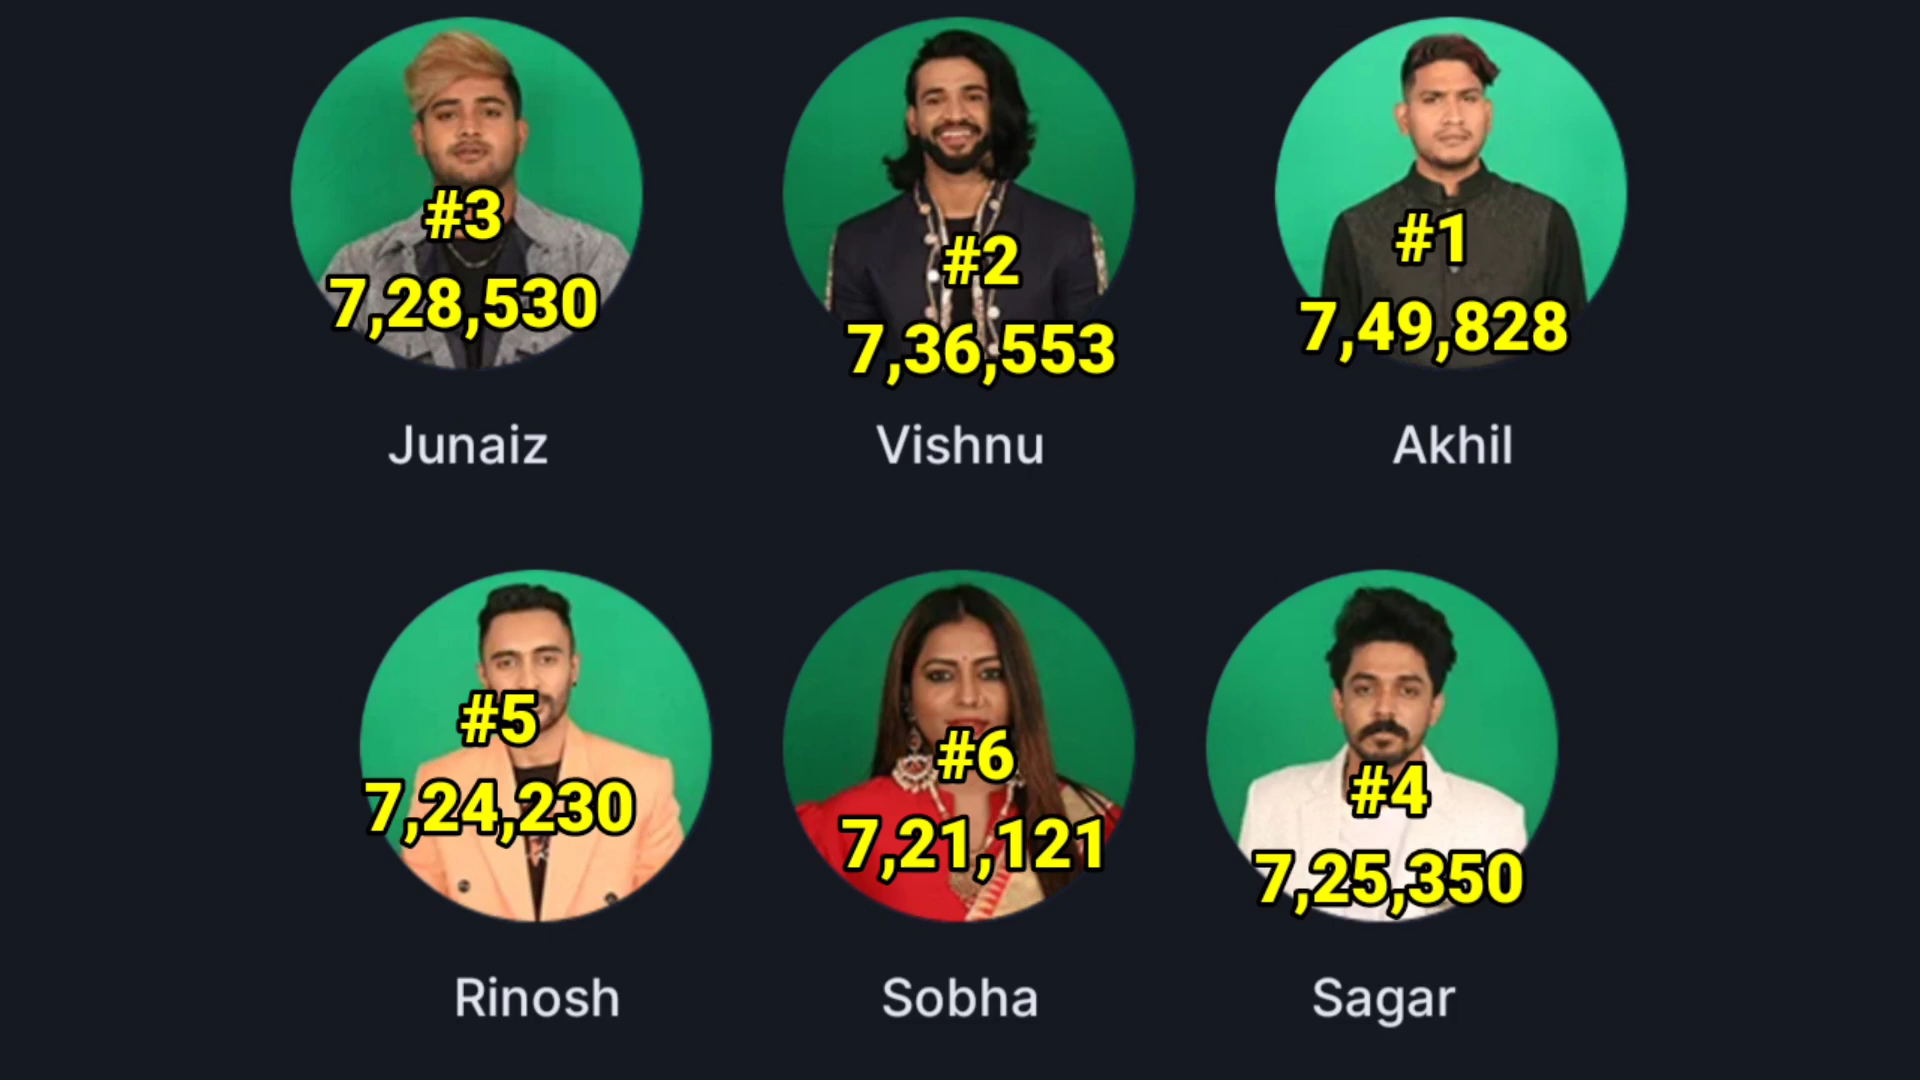 #3
7,28,530
Junaiz
#2
7,36,553
Vishnu
#1
7,49,828
Akhil
#5
7,24,230
Rinosh
#6
7,21,121
Sobha
#4
7,25,350
Sagar